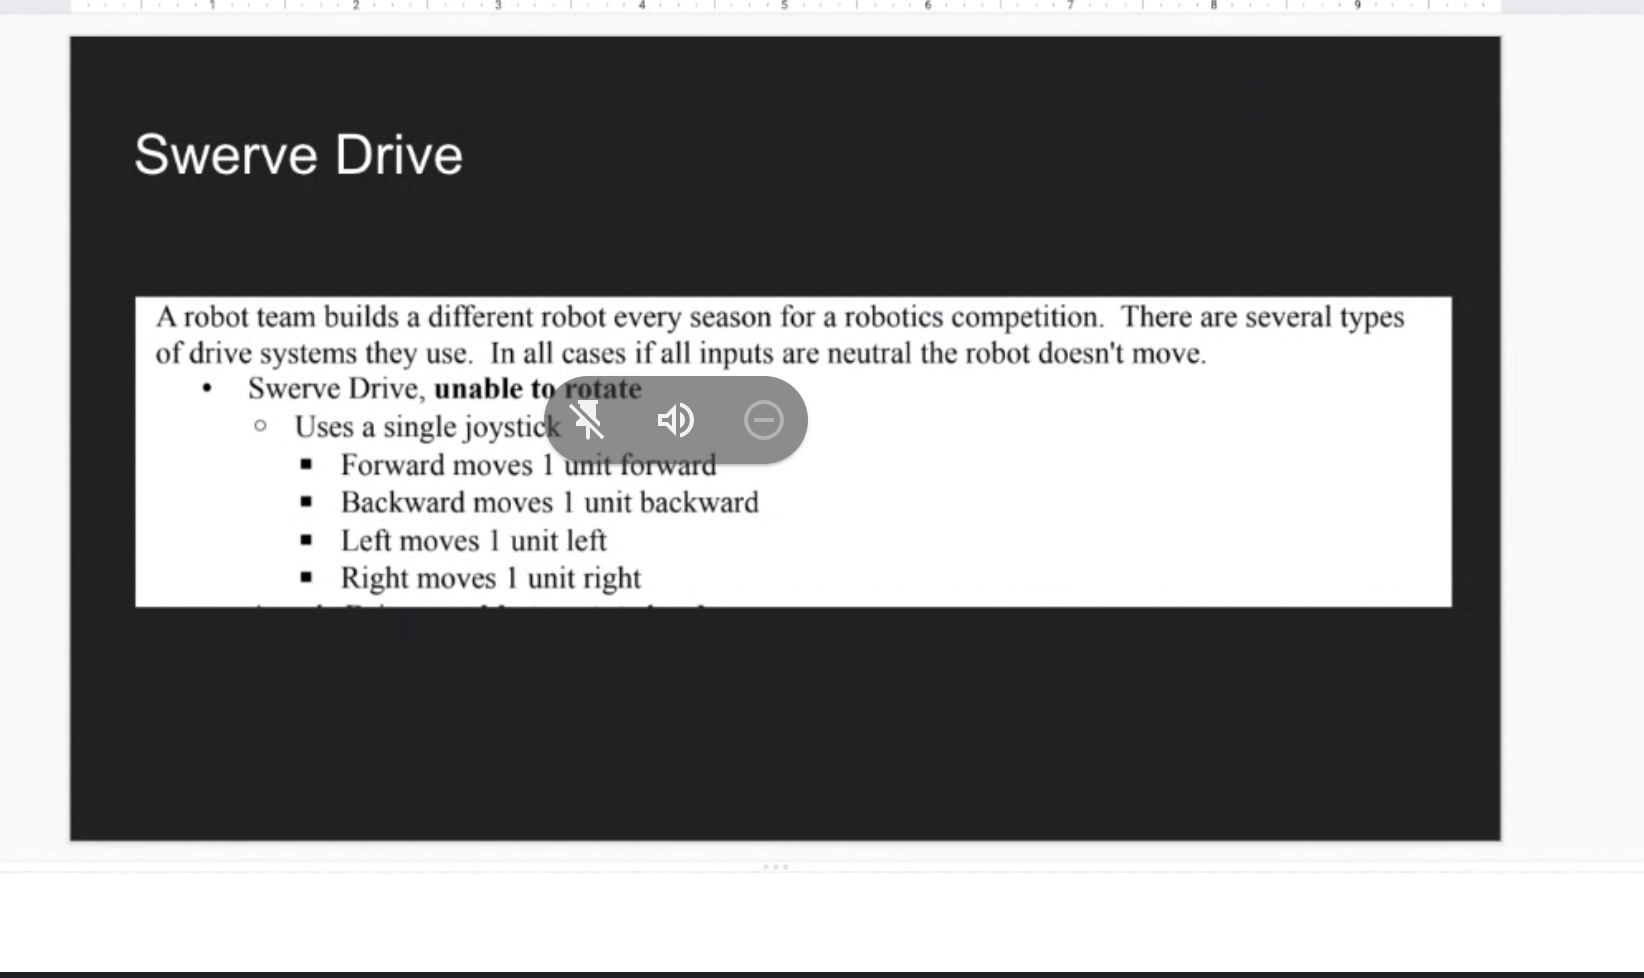 1 2 3 4 5 6 7 8 9
Swerve Drive
A robot team builds a different robot every season for a robotics competition. There are several types
of drive systems they use. In all cases if all inputs are neutral the robot doesn't move.
• Swerve Drive, unable to rotate
○ Uses a single joystick
▪ Forward moves 1 unit forward
▪ Backward moves 1 unit backward
▪ Left moves 1 unit left
▪ Right moves 1 unit right